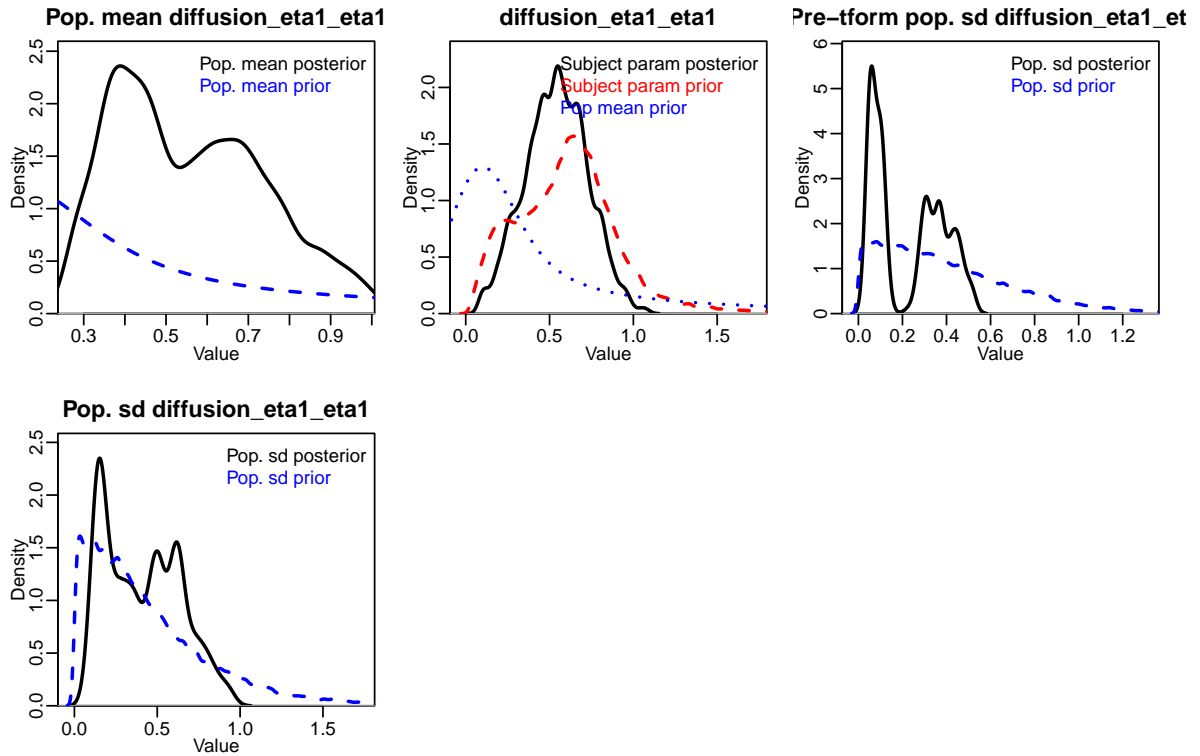 Pop. mean diffusion_eta1_eta1
Density
0.0 0.5 1.0 1.5 2.0 2.5
Pop. mean posterior
Pop. mean prior
0.3 0.5 0.7 0.9
Value
diffusion_eta1_eta1
Density
0.0 0.5 1.0 1.5 2.0
Subject param posterior
Subject param prior
Pop mean prior
0.0 0.5 1.0 1.5
Value
Pre−tform pop. sd diffusion_eta1_et
Density
0 1 2 3 4 5 6
Pop. sd posterior
Pop. sd prior
0.0 0.2 0.4 0.6 0.8 1.0 1.2
Value
Pop. sd diffusion_eta1_eta1
Density
0.0 0.5 1.0 1.5 2.0 2.5
Pop. sd posterior
Pop. sd prior
0.0 0.5 1.0 1.5
Value